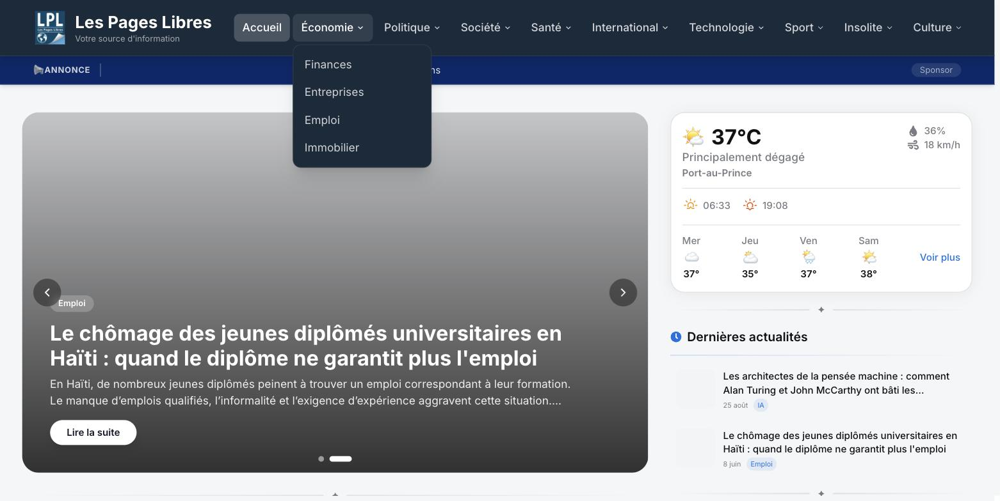 LPL
Les Pages Libres
Les Pages Libres
Votre source d'information
Accueil
Économie
Politique
Société
Santé
International
Technologie
Sport
Insolite
Culture
Finances
Entreprises
Emploi
Immobilier
ANNONCE
ns
Sponsor
Emploi
Le chômage des jeunes diplômés universitaires en
Haïti : quand le diplôme ne garantit plus l'emploi
En Haïti, de nombreux jeunes diplômés peinent à trouver un emploi correspondant à leur formation.
Le manque d’emplois qualifiés, l’informalité et l’exigence d’expérience aggravent cette situation....
Lire la suite
37°C
36%
18 km/h
Principalement dégagé
Port-au-Prince
06:33 19:08
Mer Jeu Ven Sam
37° 35° 37° 38°
Voir plus
Dernières actualités
Les architectes de la pensée machine : comment
Alan Turing et John McCarthy ont bâti les...
25 août IA
Le chômage des jeunes diplômés universitaires en
Haïti : quand le diplôme ne garantit plus l'emploi
8 juin Emploi